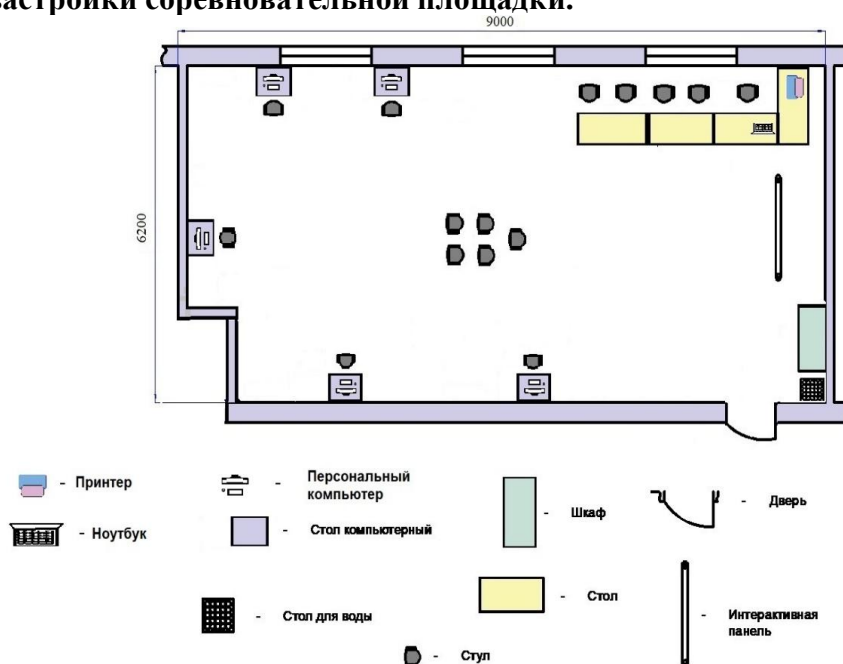 застройки соревновательной площадки.
9000
6200
- Принтер
- Персональный
компьютер
- Шкаф
- Дверь
- Ноутбук
- Стол компьютерный
- Стол для воды
- Стол
- Интерактивная
панель
- Стул